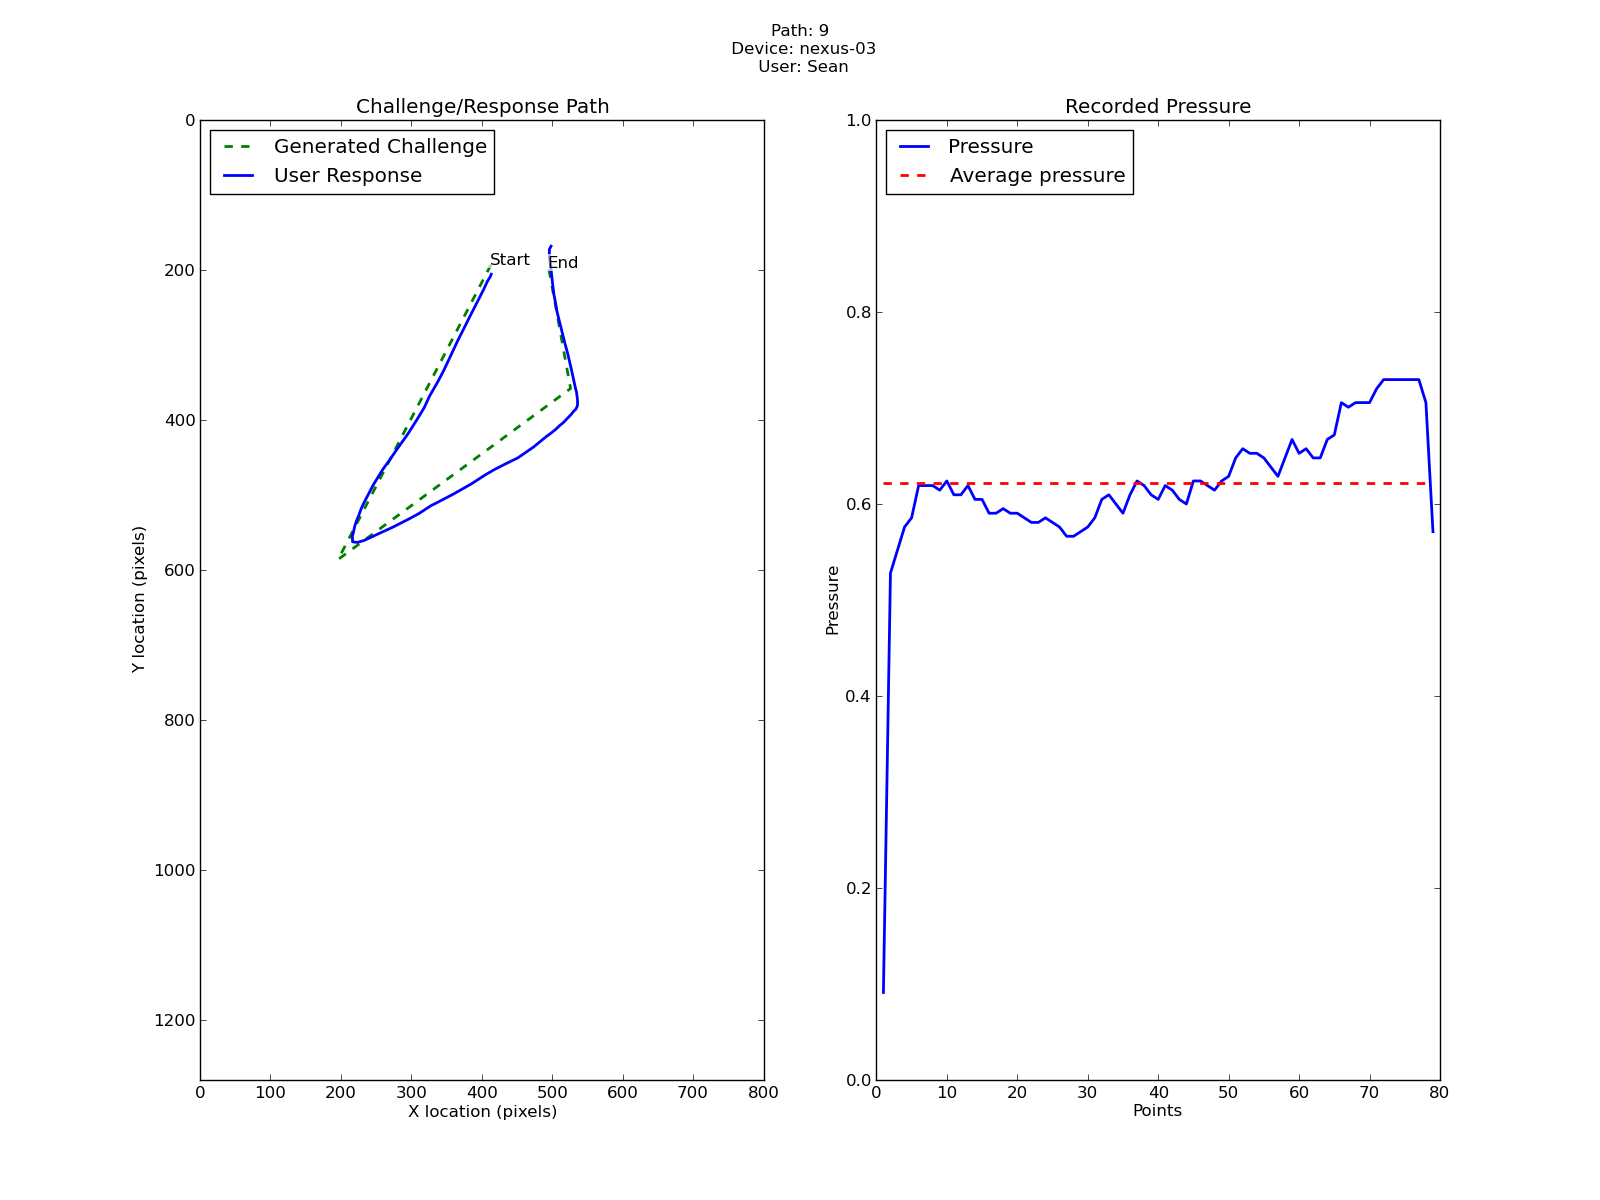 Path: 9
Device: nexus-03
User: Sean
Challenge/Response Path
Generated Challenge
User Response
Start
End
0
200
400
600
800
1000
1200
Y location (pixels)
0 100 200 300 400 500 600 700 800
X location (pixels)
Recorded Pressure
Pressure
Average pressure
1.0
0.8
0.6
0.4
0.2
0.0
Pressure
0 10 20 30 40 50 60 70 80
Points